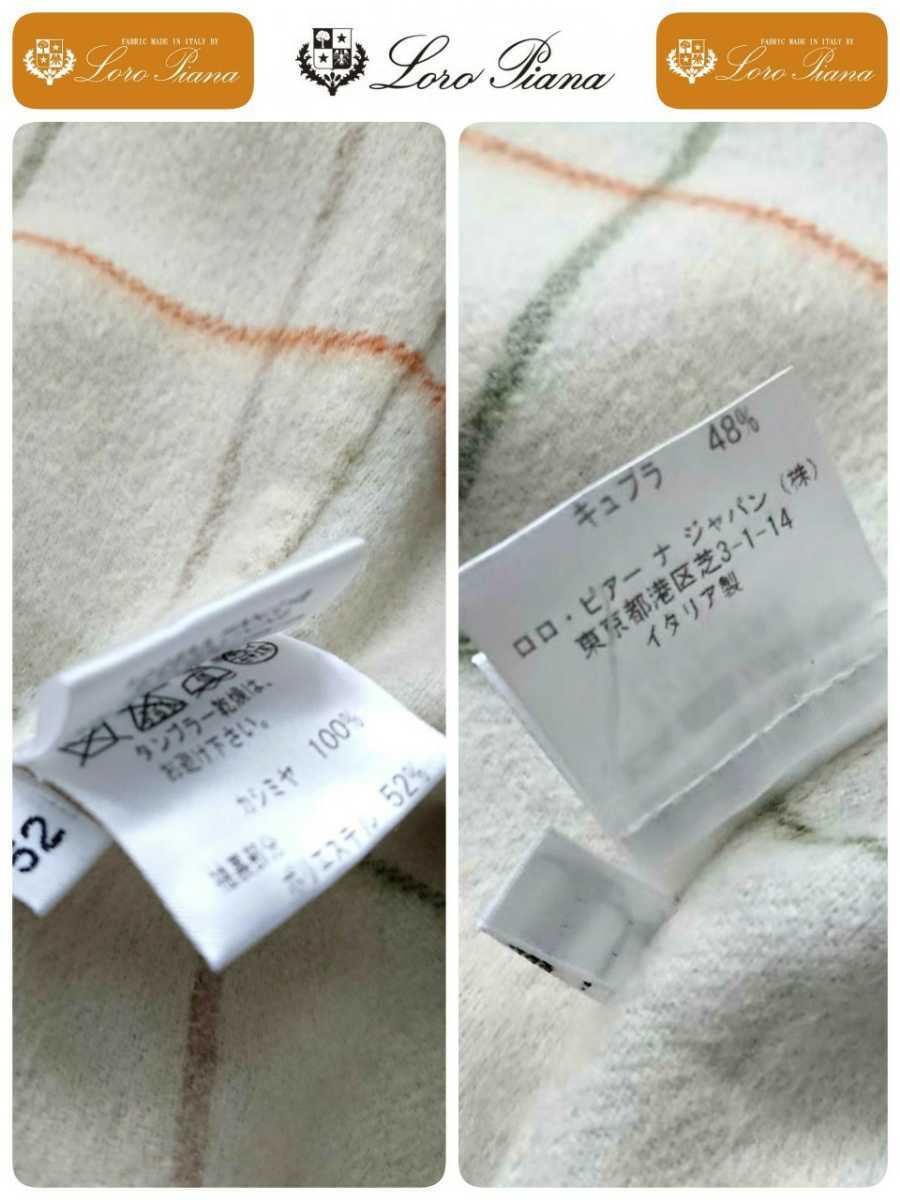 FABRIC MADE IN ITALY BY
Loro Piana
Loro Piana
FABRIC MADE IN ITALY BY
Loro Piana
タンブラー乾燥は、
お避け下さい。
カシミヤ 100%
ポリエステル 52%
52
キュプラ 48%
ロロ・ピアーナ ジャパン (株)
東京都港区芝3-1-14
イタリア製